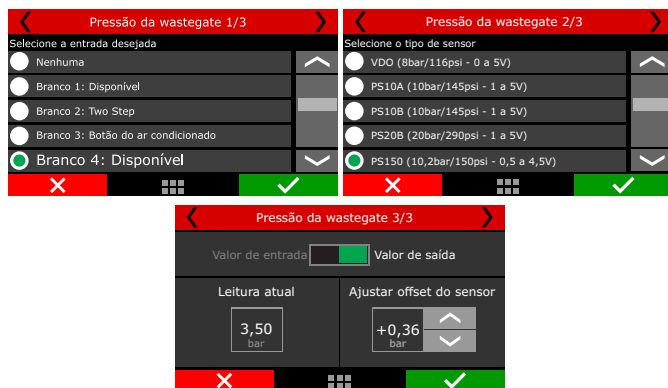 Pressão da wastegate 1/3
Selecione a entrada desejada
Nenhuma
Branco 1: Disponível
Branco 2: Two Step
Branco 3: Botão do ar condicionado
Branco 4: Disponível
Pressão da wastegate 2/3
Selecione o tipo de sensor
VDO (8bar/116psi - 0 a 5V)
PS10A (10bar/145psi - 1 a 5V)
PS10B (10bar/145psi - 1 a 5V)
PS20B (20bar/290psi - 1 a 5V)
PS150 (10,2bar/150psi - 0,5 a 4,5V)
Pressão da wastegate 3/3
Valor de entrada Valor de saída
Leitura atual
3,50
bar
Ajustar offset do sensor
+0,36
bar